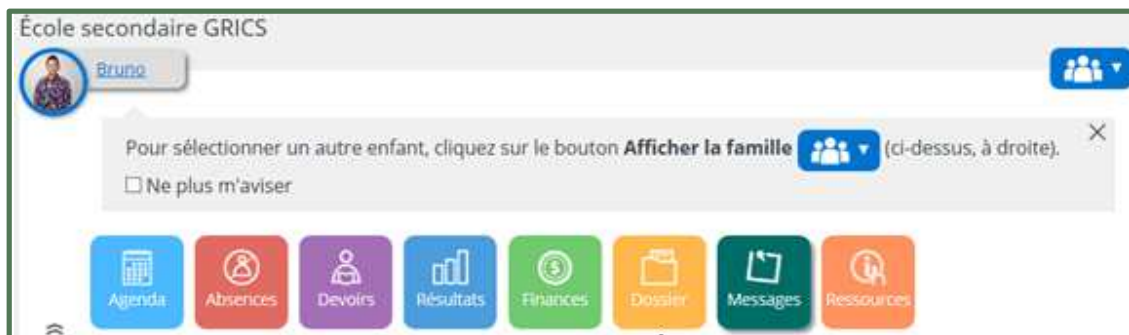 École secondaire GRICS
Bruno
Pour sélectionner un autre enfant, cliquez sur le bouton Afficher la famille (ci-dessus, à droite).
Ne plus m'aviser
Agenda Absences Devoirs Résultats Finances Dossier Messages Ressources